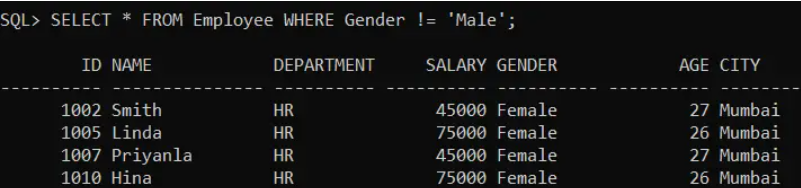 SQL> SELECT * FROM Employee WHERE Gender != 'Male';
ID NAME DEPARTMENT SALARY GENDER AGE CITY
---------- --------------- ---------- ---------- ---------- ---------- --------
1002 Smith HR 45000 Female 27 Mumbai
1005 Linda HR 75000 Female 26 Mumbai
1007 Priyanla HR 45000 Female 27 Mumbai
1010 Hina HR 75000 Female 26 Mumbai